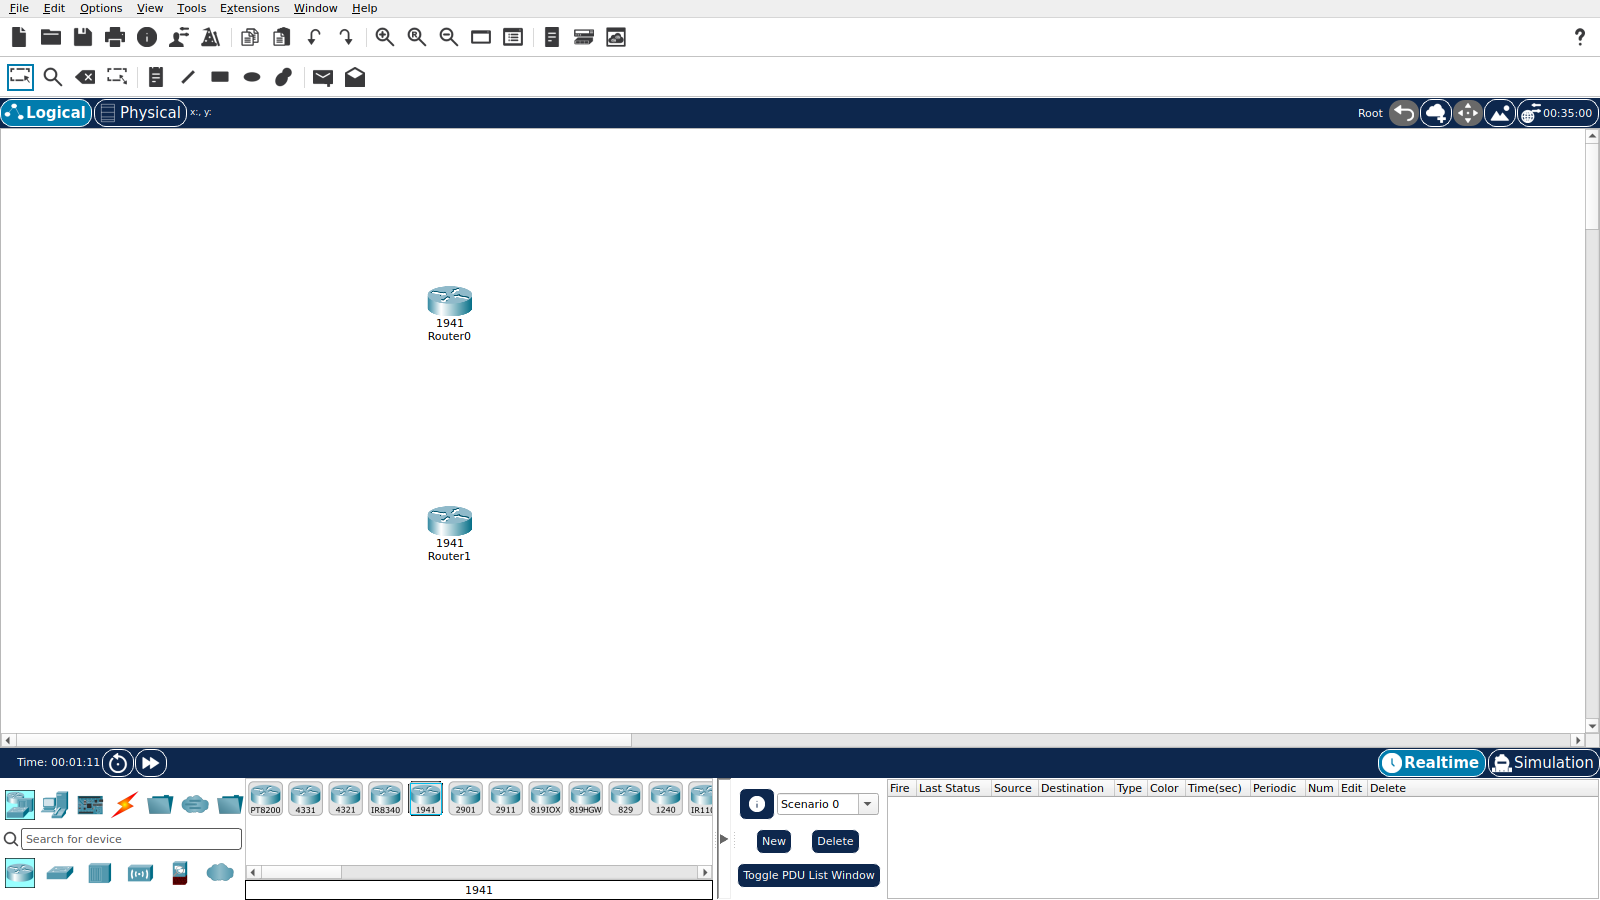 File Edit Options View Tools Extensions Window Help
?
Logical Physical x:, y: Root 00:35:00
1941
Router0
1941
Router1
Time: 00:01:11 Realtime Simulation
PT8200 4331 4321 IR8340 1941 2901 2911 819IOX 819HGW 829 1240 IR110
Search for device
1941
Scenario 0
New Delete
Toggle PDU List Window
Fire Last Status Source Destination Type Color Time(sec) Periodic Num Edit Delete